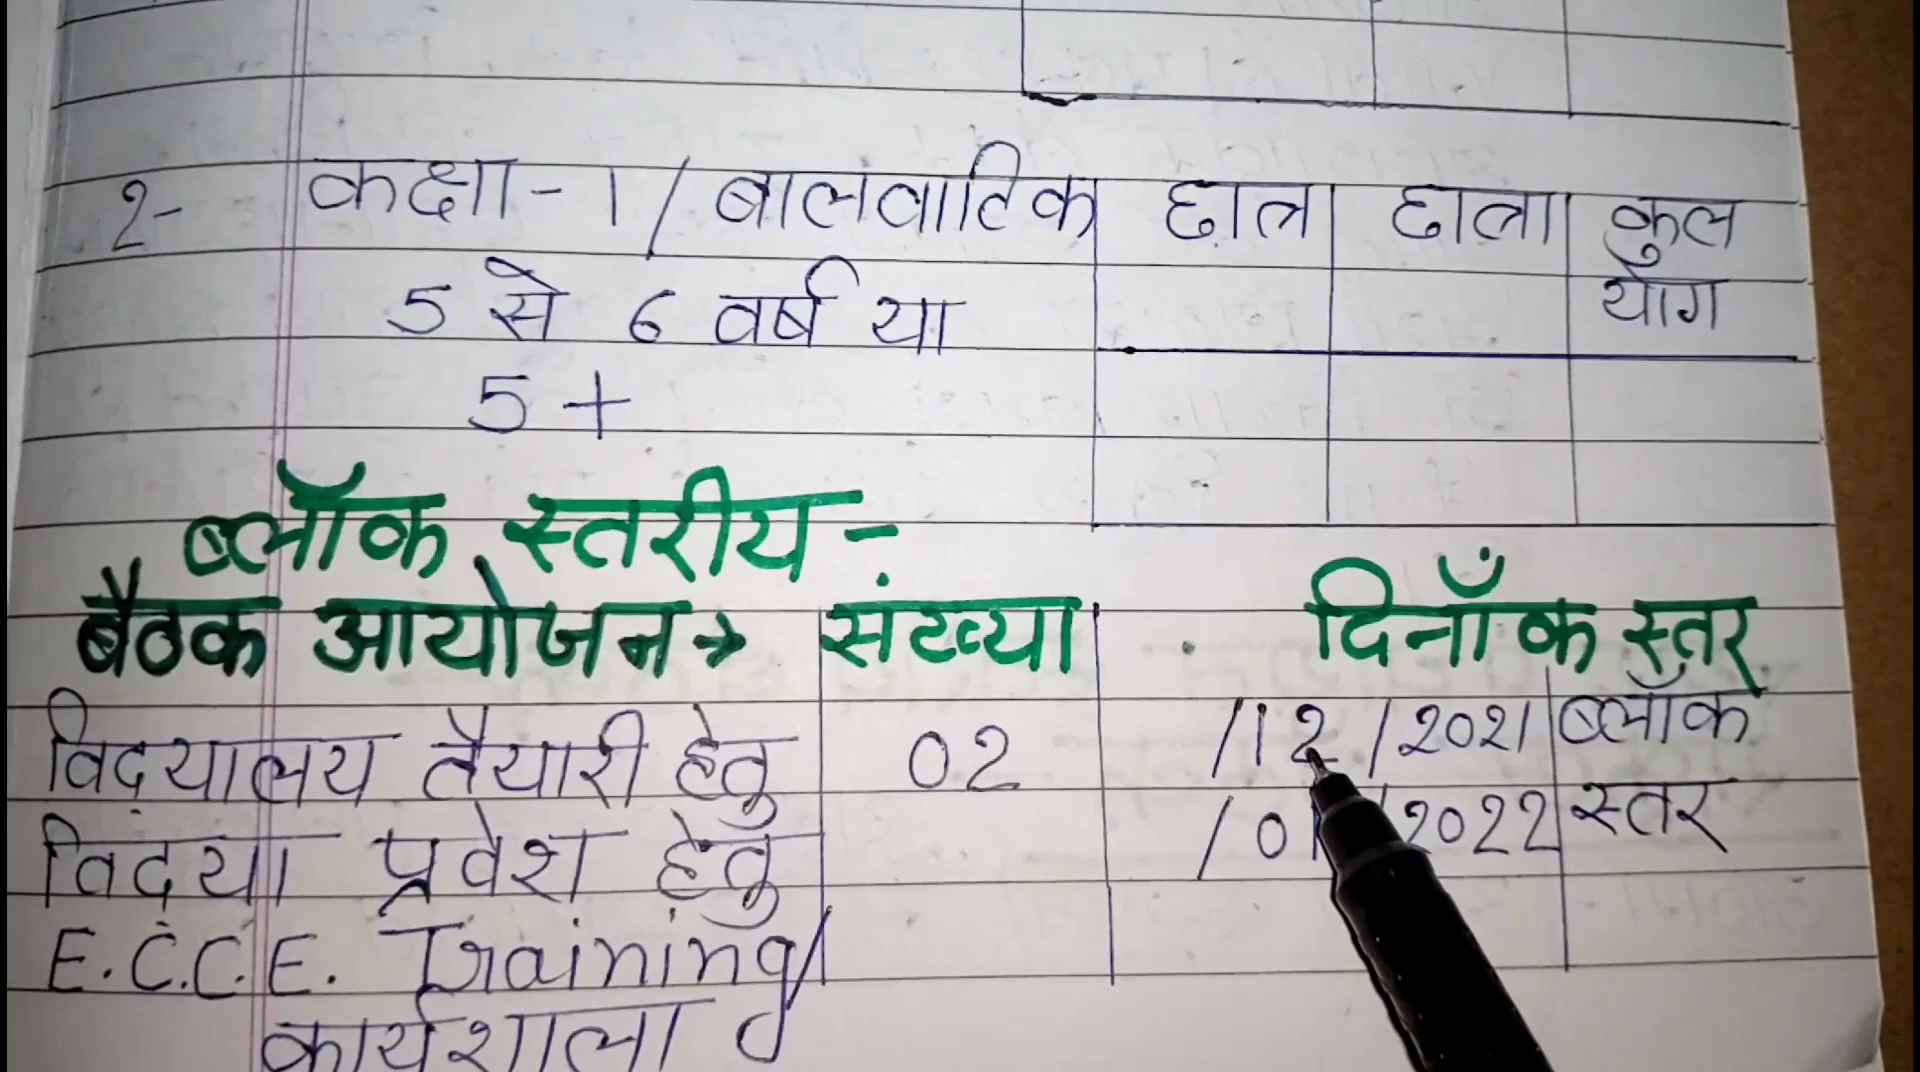 2- कक्षा - 1 / बालवाटिक छात्र छात्रा कुल
5 से 6 वर्ष या योग
5 +
ब्लॉक स्तरीय -
बैठक आयोजन → संख्या दिनाँक स्तर
विद्यालय तैयारी हेतु 02 /12/2021 ब्लॉक
विद्या प्रवेश हेतु /01/2022 स्तर
E.C.C.E. Training/
कार्यशाला